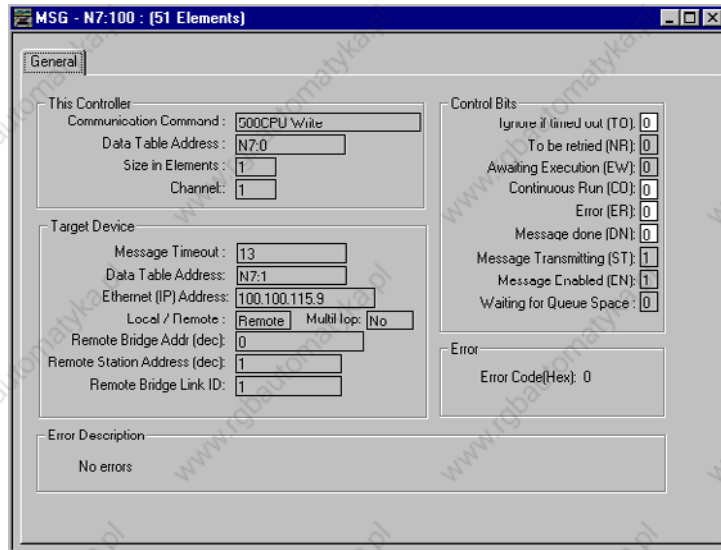 MSG - N7:100 : (51 Elements)
General
This Controller
Communication Command : 500CPU Write
Data Table Address : N7:0
Size in Elements : 1
Channel: 1
Target Device
Message Timeout : 13
Data Table Address: N7:1
Ethernet (IP) Address: 100.100.115.9
Local / Remote : Remote MultiHop: No
Remote Bridge Addr (dec): 0
Remote Station Address (dec): 1
Remote Bridge Link ID: 1
Control Bits
Ignore if timed out (TO): 0
To be retried (NR): 0
Awaiting Execution (EW): 0
Continuous Run (CO): 0
Error (ER): 0
Message done (DN): 0
Message Transmitting (ST): 1
Message Enabled (EN): 1
Waiting for Queue Space : 0
Error
Error Code(Hex): 0
Error Description
No errors
www.rgbautomatyka.pl